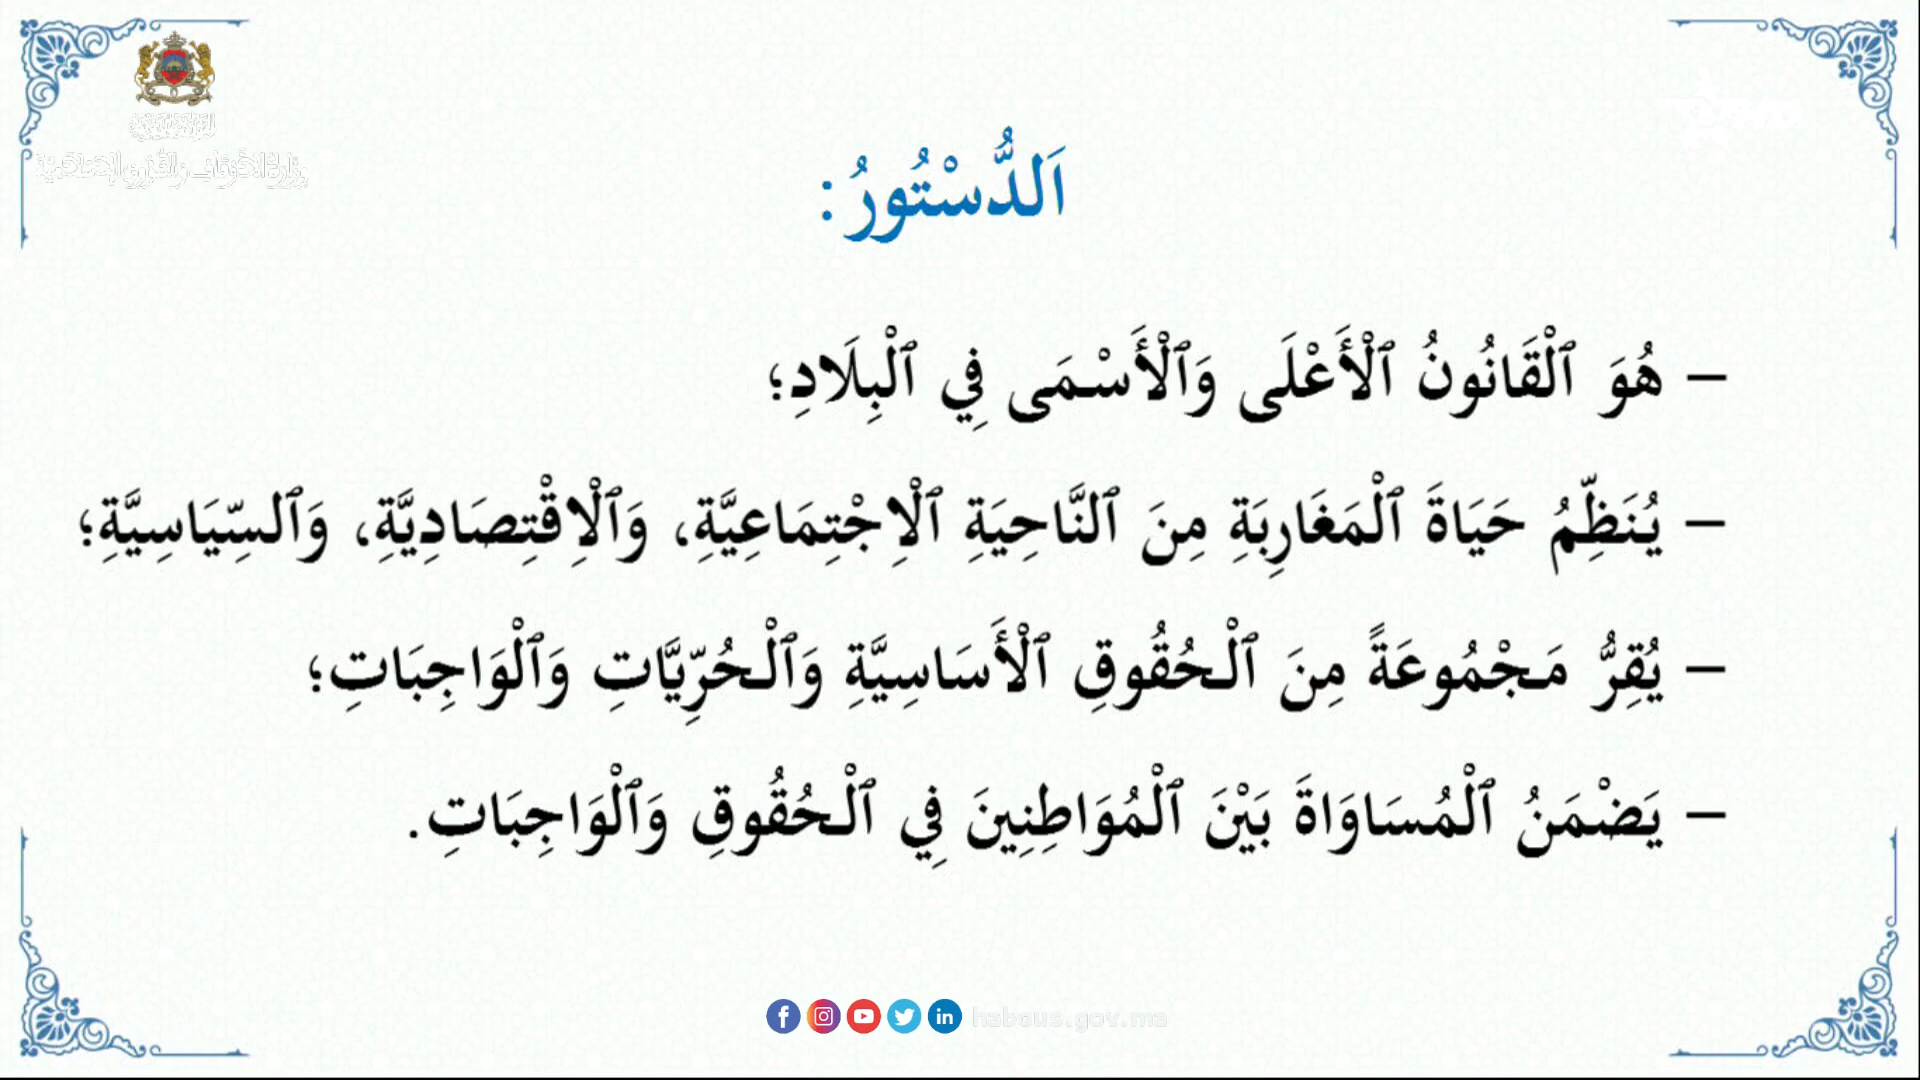 اَلدُّسْتُورُ:
– هُوَ ٱلْقَانُونُ ٱلْأَعْلَى وَٱلْأَسْمَى فِي ٱلْبِلَادِ؛
– يُنَظِّمُ حَيَاةَ ٱلْمَغَارِبَةِ مِنَ ٱلنَّاحِيَةِ ٱلْاِجْتِمَاعِيَّةِ، وَٱلْاِقْتِصَادِيَّةِ، وَٱلسِّيَاسِيَّةِ؛
– يُقِرُّ مَجْمُوعَةً مِنَ ٱلْحُقُوقِ ٱلْأَسَاسِيَّةِ وَٱلْحُرِّيَّاتِ وَٱلْوَاجِبَاتِ؛
– يَضْمَنُ ٱلْمُسَاوَاةَ بَيْنَ ٱلْمُوَاطِنِينَ فِي ٱلْحُقُوقِ وَٱلْوَاجِبَاتِ.
habous.gov.ma